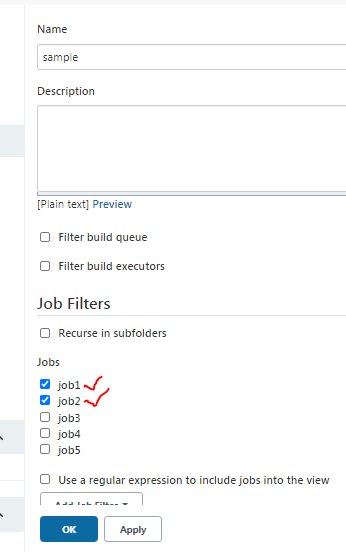 Name
sample
Description
[Plain text] Preview
Filter build queue
Filter build executors
Job Filters
Recurse in subfolders
Jobs
job1
job2
job3
job4
job5
Use a regular expression to include jobs into the view
Add Job Filter
OK
Apply